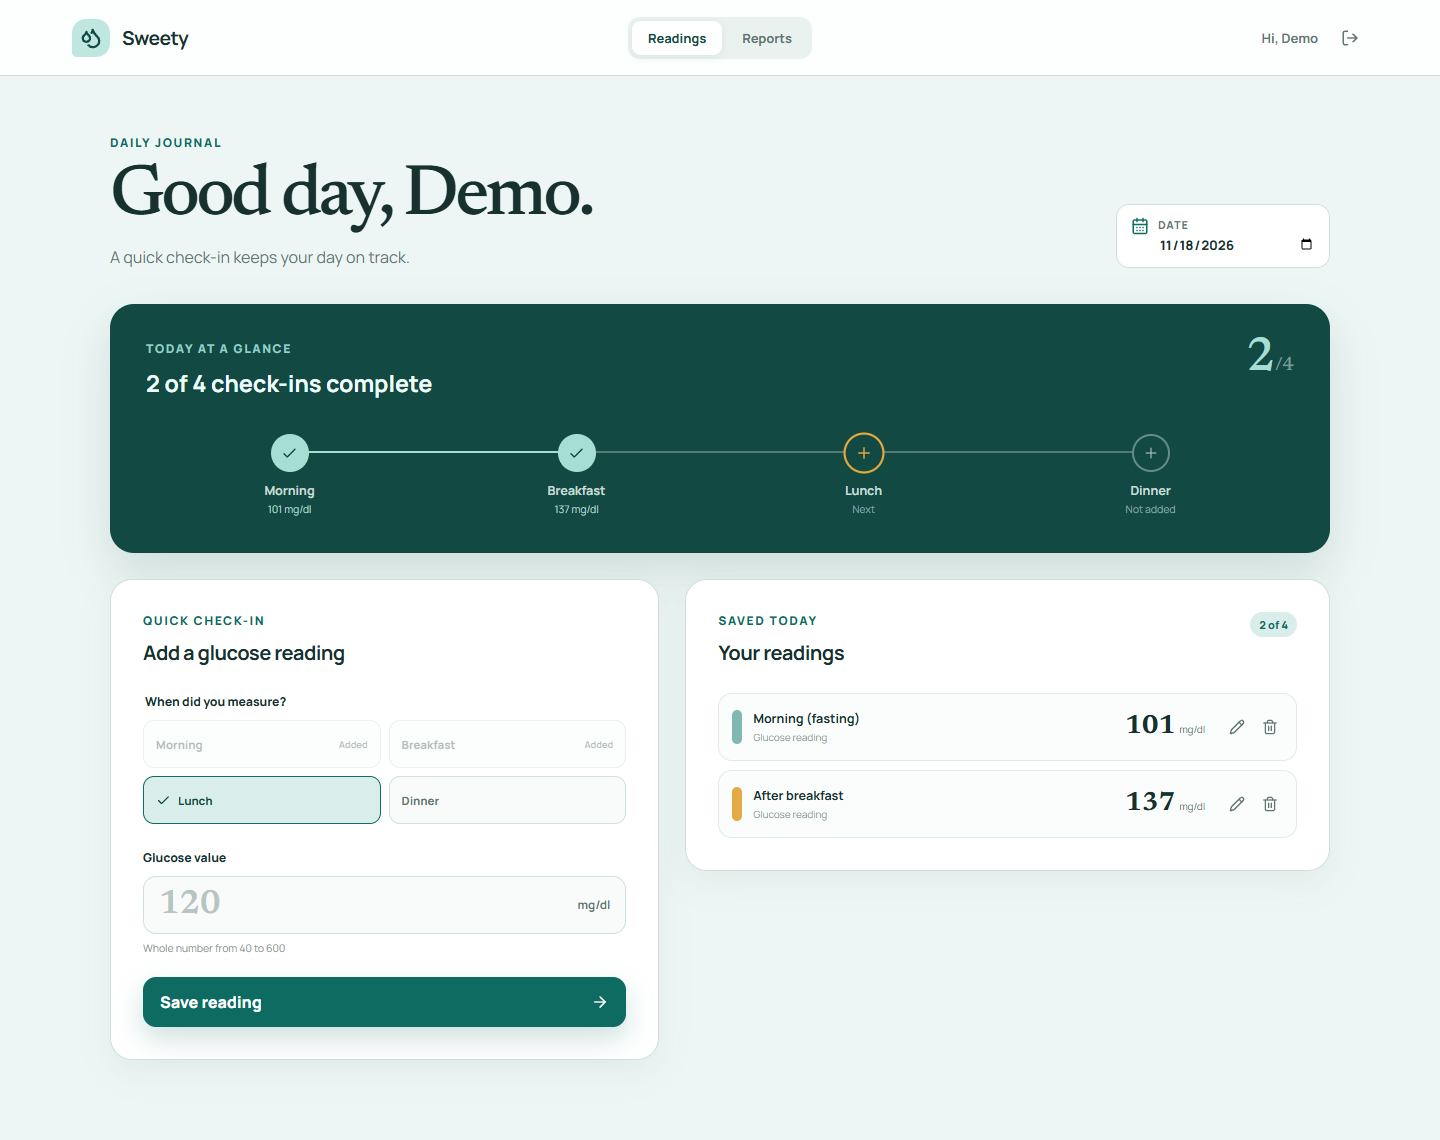 Sweety
Readings
Reports
Hi, Demo
DAILY JOURNAL
Good day, Demo.
A quick check-in keeps your day on track.
DATE
11/18/2026
TODAY AT A GLANCE
2 of 4 check-ins complete
2/4
Morning
101 mg/dl
Breakfast
137 mg/dl
Lunch
Next
Dinner
Not added
QUICK CHECK-IN
Add a glucose reading
When did you measure?
Morning
Added
Breakfast
Added
Lunch
Dinner
Glucose value
120
mg/dl
Whole number from 40 to 600
Save reading
SAVED TODAY
2 of 4
Your readings
Morning (fasting)
Glucose reading
101 mg/dl
After breakfast
Glucose reading
137 mg/dl